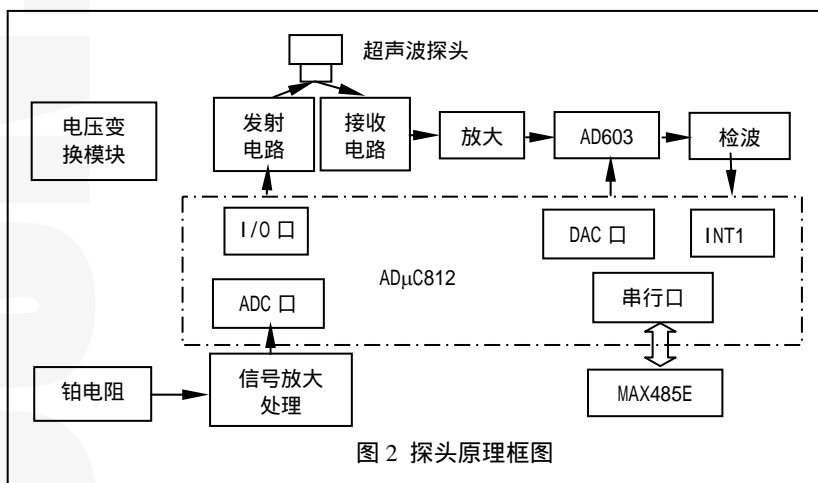 超声波探头
电压变
换模块
发射
电路
接收
电路
放大
AD603
检波
I/O 口
DAC 口
INT1
ADμC812
ADC 口
串行口
铂电阻
信号放大
处理
MAX485E
图 2 探头原理框图